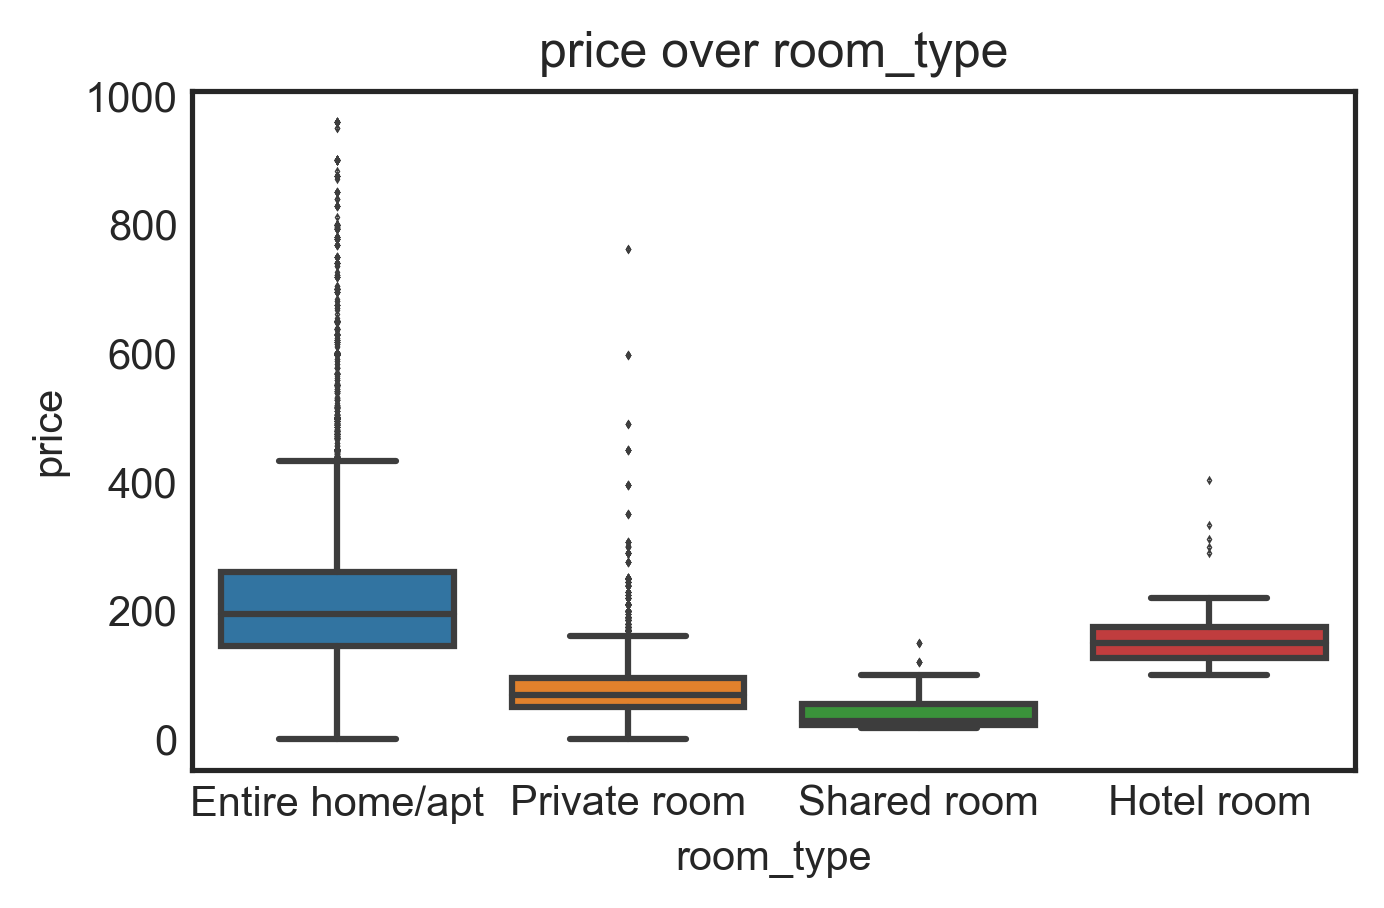 price over room_type
1000
800
600
400
200
0
price
Entire home/apt Private room Shared room Hotel room
room_type